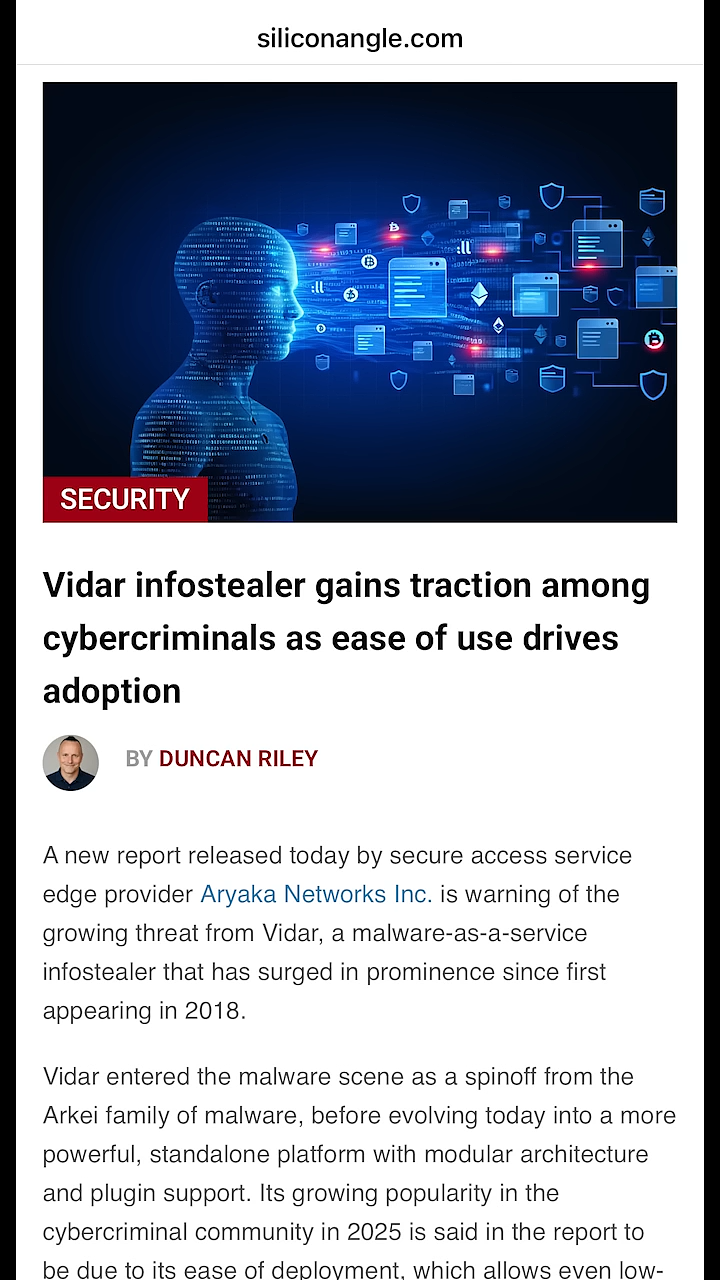 siliconangle.com
SECURITY
Vidar infostealer gains traction among
cybercriminals as ease of use drives
adoption
BY DUNCAN RILEY
A new report released today by secure access service
edge provider Aryaka Networks Inc. is warning of the
growing threat from Vidar, a malware-as-a-service
infostealer that has surged in prominence since first
appearing in 2018.
Vidar entered the malware scene as a spinoff from the
Arkei family of malware, before evolving today into a more
powerful, standalone platform with modular architecture
and plugin support. Its growing popularity in the
cybercriminal community in 2025 is said in the report to
be due to its ease of deployment, which allows even low-